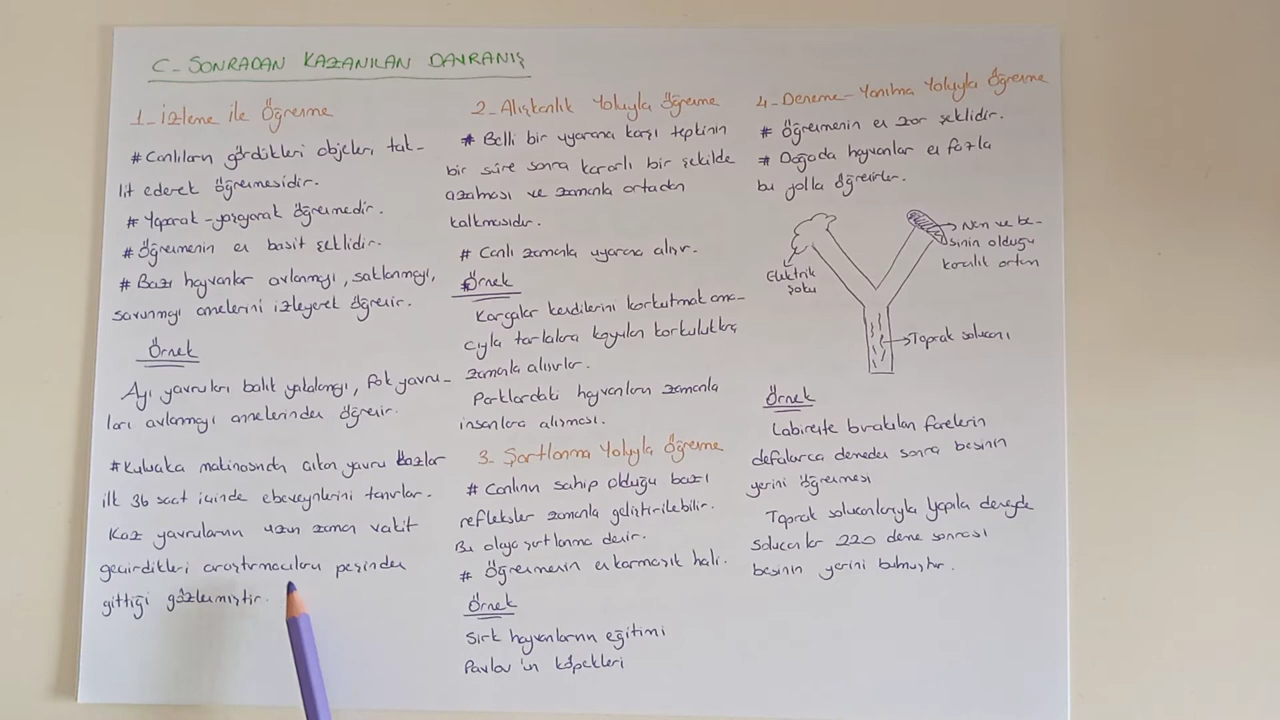 C- SONRADAN KAZANILAN DAVRANIŞ
1- İzleme ile Öğrenme
# Canlıların gördükleri objeleri tak-
lit ederek öğrenmesidir.
# Yaparak-yaşayarak öğrenmedir.
# Öğrenmenin en basit şeklidir.
# Bazı hayvanlar avlanmayı, saklanmayı,
savunmayı annelerini izleyerek öğrenir.
Örnek
Ayı yavruları balık yakalamayı, fok yavru-
ları avlanmayı annelerinden öğrenir.
# Kuluçka makinasından çıkan yavru kazlar
ilk 36 saat içinde ebeveynlerini tanırlar.
Kaz yavrularının uzun zaman vakit
geçirdikleri araştırmacıların peşinden
gittiği gözlenmiştir.
2- Alışkanlık Yoluyla Öğrenme
# Belli bir uyarana karşı tepkinin
bir süre sonra kararlı bir şekilde
azalması ve zamanla ortadan
kalkmasıdır.
# Canlı zamanla uyarana alışır.
Örnek
Kargalar kendilerini korkutmak ama-
cıyla tarlalara koyulan korkuluklara
zamanla alışırlar.
Parklardaki hayvanların zamanla
insanlara alışması.
3- Şartlanma Yoluyla Öğrenme
# Canlının sahip olduğu bazı
refleksler zamanla geliştirilebilir.
Bu olaya şartlanma denir.
# Öğrenmenin en karmaşık hali.
Örnek
Sirk hayvanlarının eğitimi
Pavlov'un köpekleri
4- Deneme-Yanılma Yoluyla Öğrenme
# Öğrenmenin en zor şeklidir.
# Doğada hayvanlar en fazla
bu yolla öğrenirler.
Nem ve be-
sinin olduğu
karanlık ortam
Elektrik
şoku
Toprak solucanı
Örnek
Labirente bırakılan farelerin
defalarca denemeden sonra besinin
yerini öğrenmesi
Toprak solucanlarıyla yapılan deneyde
solucanlar 220 deneme sonrası
besinin yerini bulmuştur.